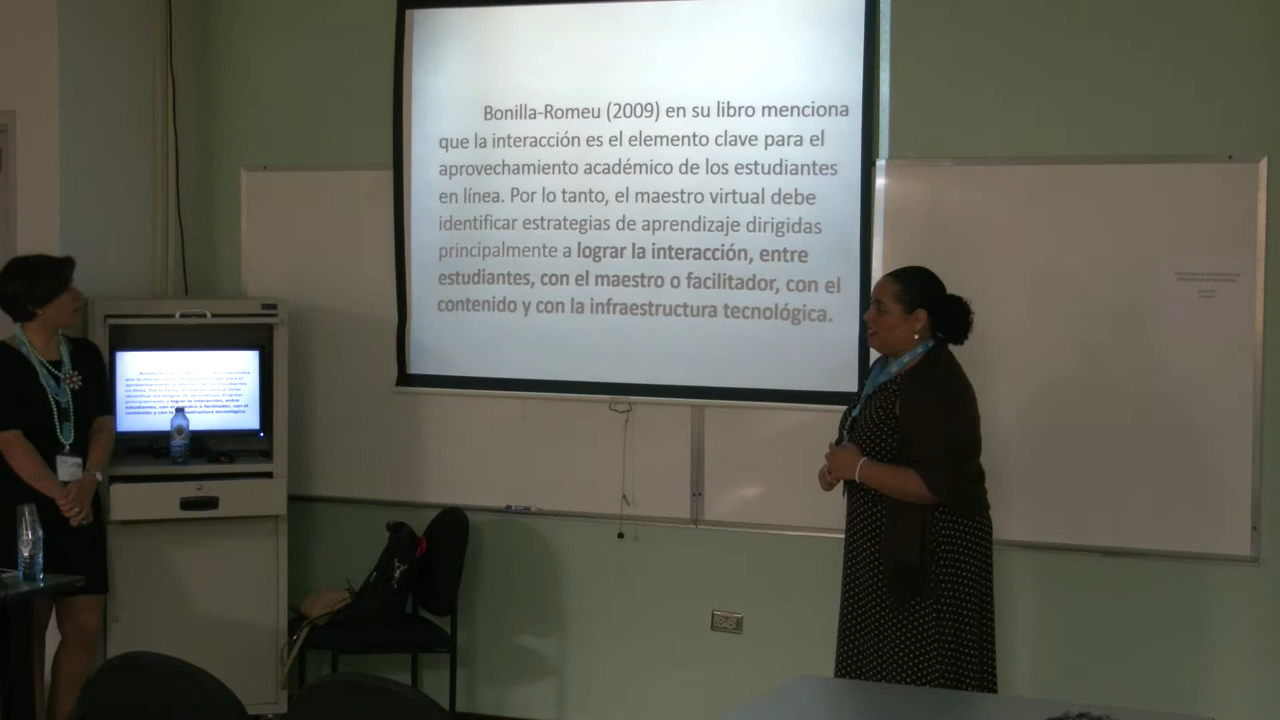 Bonilla-Romeu (2009) en su libro menciona
que la interacción es el elemento clave para el
aprovechamiento académico de los estudiantes
en línea. Por lo tanto, el maestro virtual debe
identificar estrategias de aprendizaje dirigidas
principalmente a lograr la interacción, entre
estudiantes, con el maestro o facilitador, con el
contenido y con la infraestructura tecnológica.